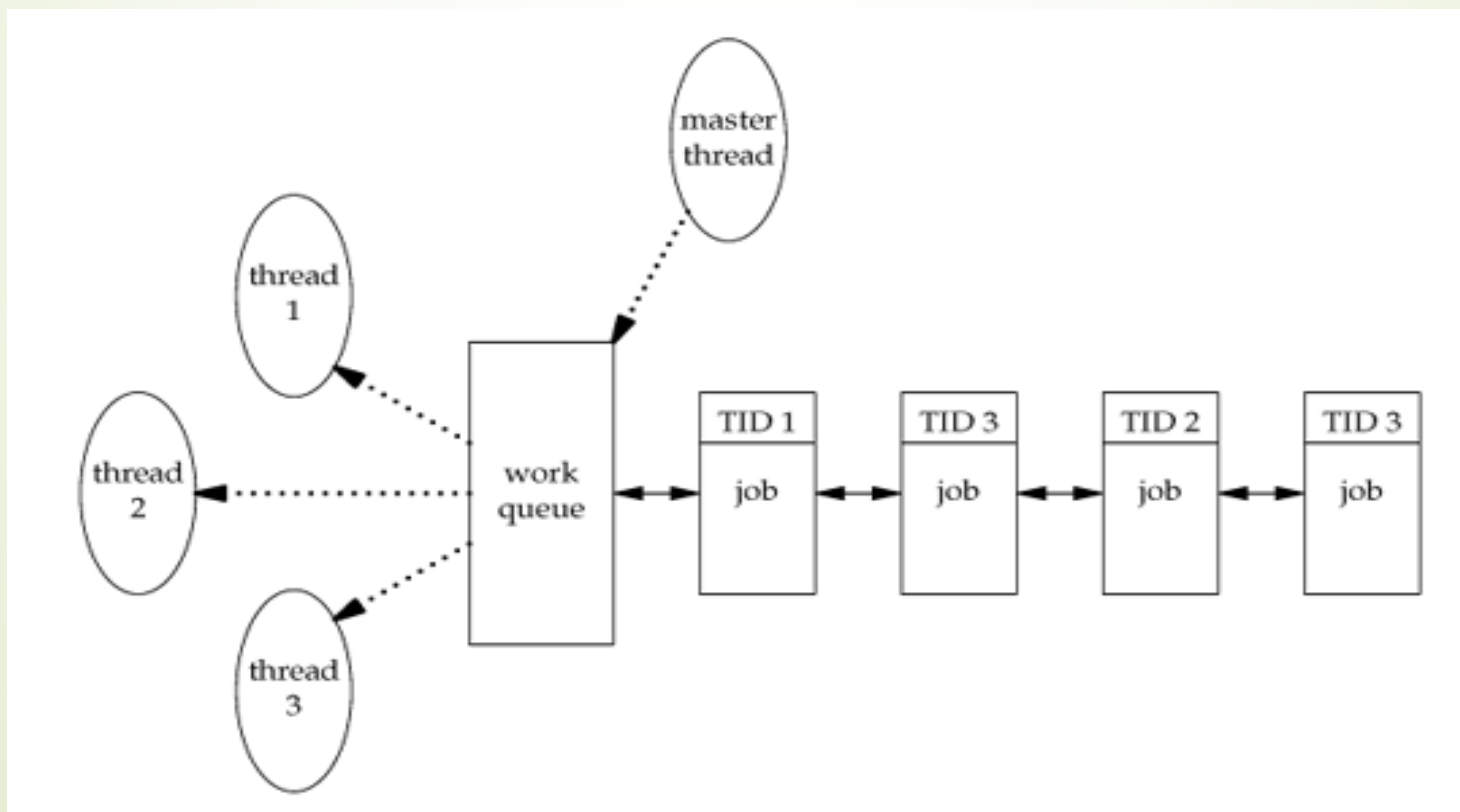 master
thread
thread
1
thread
2
thread
3
work
queue
TID 1
job
TID 3
job
TID 2
job
TID 3
job